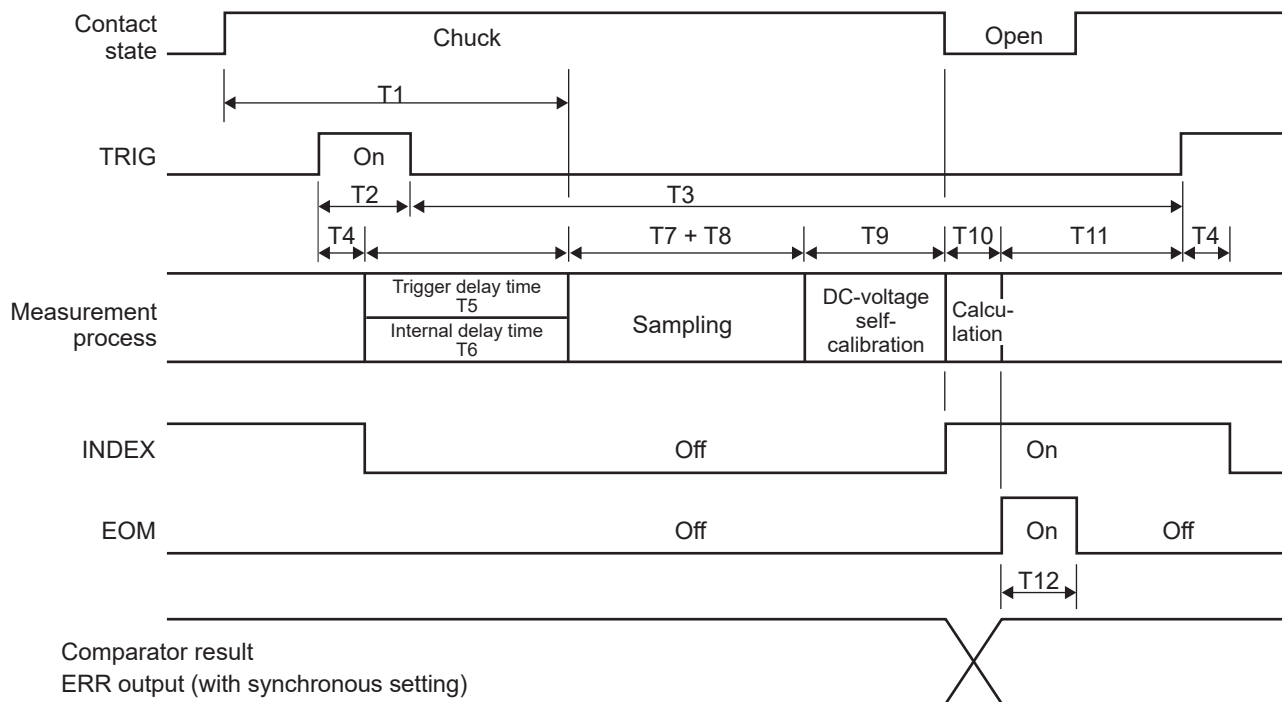 Contact
state
Chuck
Open
T1
TRIG
On
T2
T3
T4
T7 + T8
T9
T10
T11
T4
Measurement
process
Trigger delay time
T5
Internal delay time
T6
Sampling
DC-voltage
self-
calibration
Calcu-
lation
INDEX
Off
On
EOM
Off
On
Off
T12
Comparator result
ERR output (with synchronous setting)